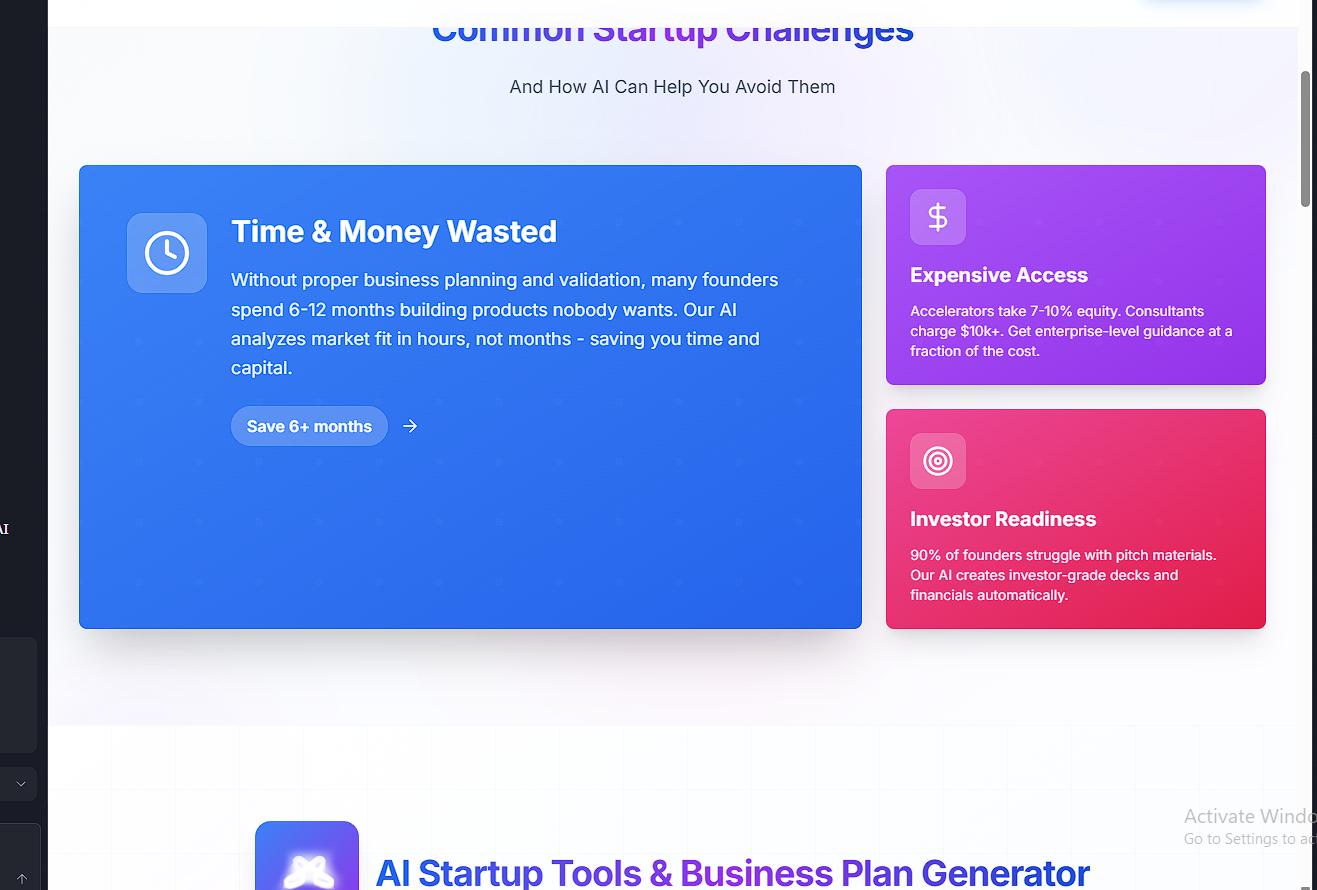 Common Startup Challenges
And How AI Can Help You Avoid Them
Time & Money Wasted
Without proper business planning and validation, many founders
spend 6-12 months building products nobody wants. Our AI
analyzes market fit in hours, not months - saving you time and
capital.
Save 6+ months
Expensive Access
Accelerators take 7-10% equity. Consultants
charge $10k+. Get enterprise-level guidance at a
fraction of the cost.
Investor Readiness
90% of founders struggle with pitch materials.
Our AI creates investor-grade decks and
financials automatically.
AI
AI Startup Tools & Business Plan Generator
Activate Windo
Go to Settings to ac